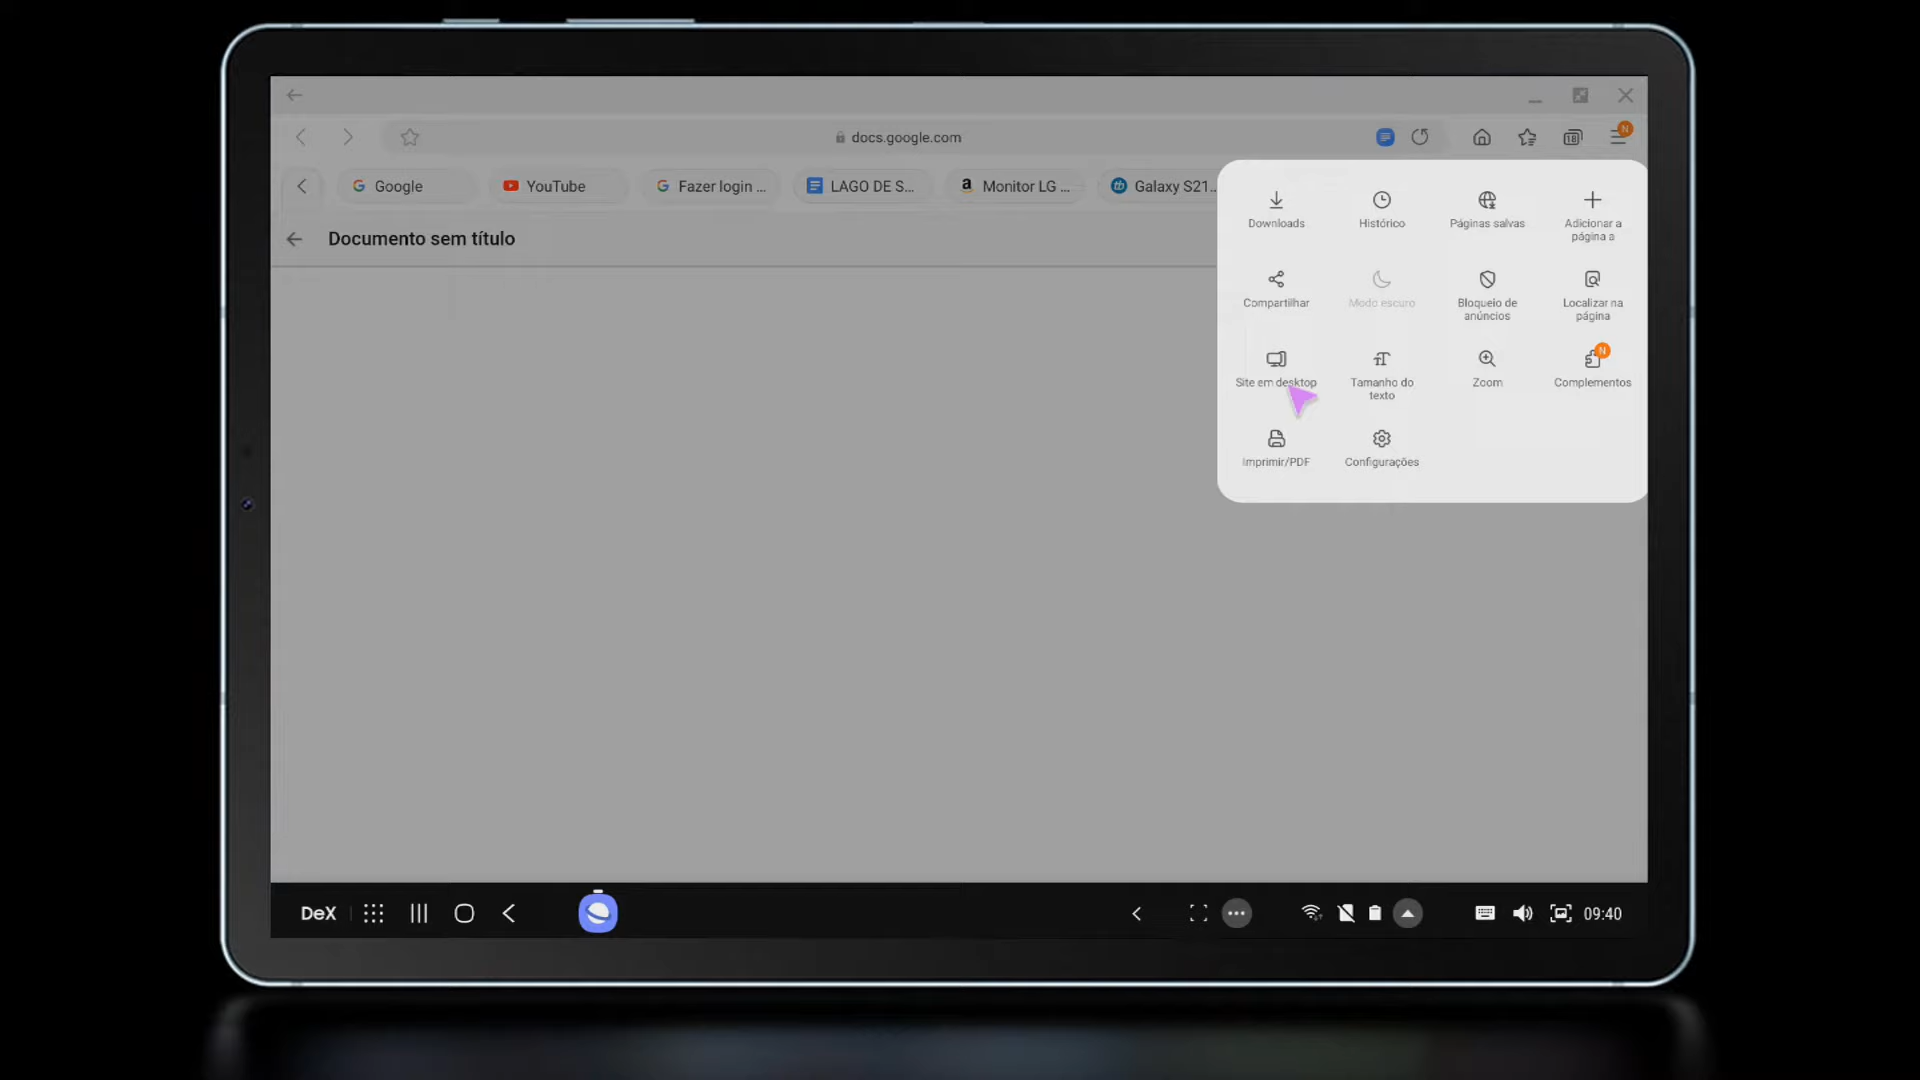 docs.google.com
18
N
Google
YouTube
Fazer login ...
LAGO DE S...
a
Monitor LG ...
Galaxy S21...
Documento sem título
Downloads
Histórico
Páginas salvas
Adicionar a
página a
Compartilhar
Modo escuro
Bloqueio de
anúncios
Localizar na
página
Site em desktop
Tamanho do
texto
Zoom
N
Complementos
Imprimir/PDF
Configurações
DeX
09:40